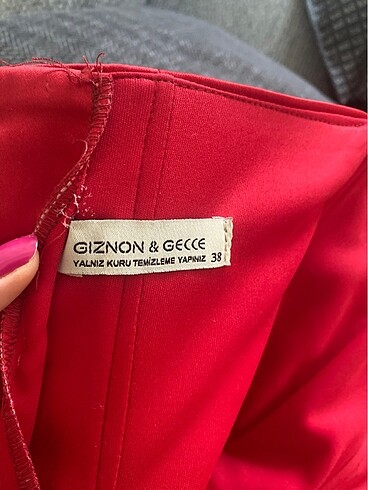 GIZNON & GECCE
YALNIZ KURU TEMİZLEME YAPINIZ 38